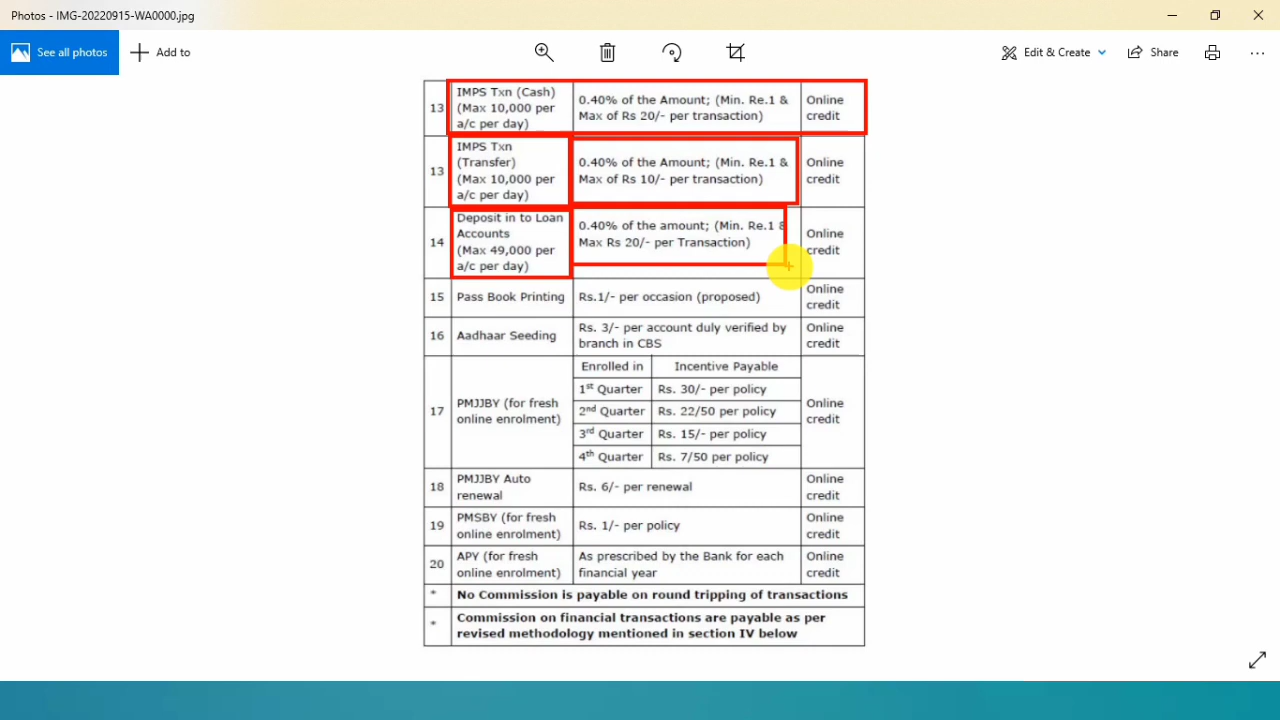 Photos - IMG-20220915-WA0000.jpg
See all photos
Add to
Edit & Create
Share
13
IMPS Txn (Cash)
(Max 10,000 per
a/c per day)
0.40% of the Amount; (Min. Re.1 &
Max of Rs 20/- per transaction)
Online
credit
13
IMPS Txn
(Transfer)
(Max 10,000 per
a/c per day)
0.40% of the Amount; (Min. Re.1 &
Max of Rs 10/- per transaction)
Online
credit
14
Deposit in to Loan
Accounts
(Max 49,000 per
a/c per day)
0.40% of the amount; (Min. Re.1 &
Max Rs 20/- per Transaction)
Online
credit
15
Pass Book Printing
Rs.1/- per occasion (proposed)
Online
credit
16
Aadhaar Seeding
Rs. 3/- per account duly verified by
branch in CBS
Online
credit
17
PMJJBY (for fresh
online enrolment)
Enrolled in
Incentive Payable
1st Quarter
Rs. 30/- per policy
2nd Quarter
Rs. 22/50 per policy
3rd Quarter
Rs. 15/- per policy
4th Quarter
Rs. 7/50 per policy
Online
credit
18
PMJJBY Auto
renewal
Rs. 6/- per renewal
Online
credit
19
PMSBY (for fresh
online enrolment)
Rs. 1/- per policy
Online
credit
20
APY (for fresh
online enrolment)
As prescribed by the Bank for each
financial year
Online
credit
* No Commission is payable on round tripping of transactions
* Commission on financial transactions are payable as per
revised methodology mentioned in section IV below